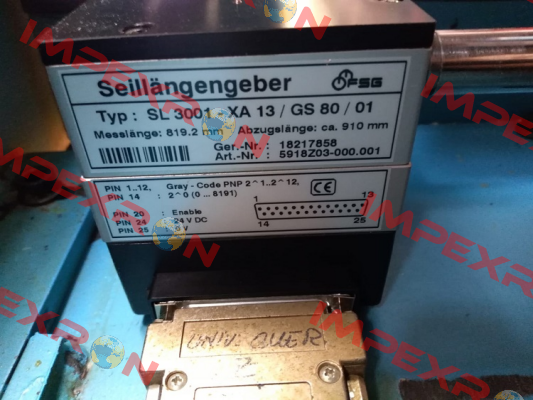 Seillängengeber
FSG
Typ: SL 3001 - XA 13 / GS 80 / 01
Messlänge: 819.2 mm Abzugslänge: ca. 910 mm
Ger.-Nr.: 18217858
Art.-Nr.: 5918Z03-000.001
PIN 1..12, Gray-Code PNP 2^1..2^12,
PIN 14 : 2^0 (0 ... 8191)
PIN 20 : Enable
PIN 24 : 24 V DC
PIN 25 : 0 V
CE
1 13
14 25
UNIV. QUER
2
IMPEXRON